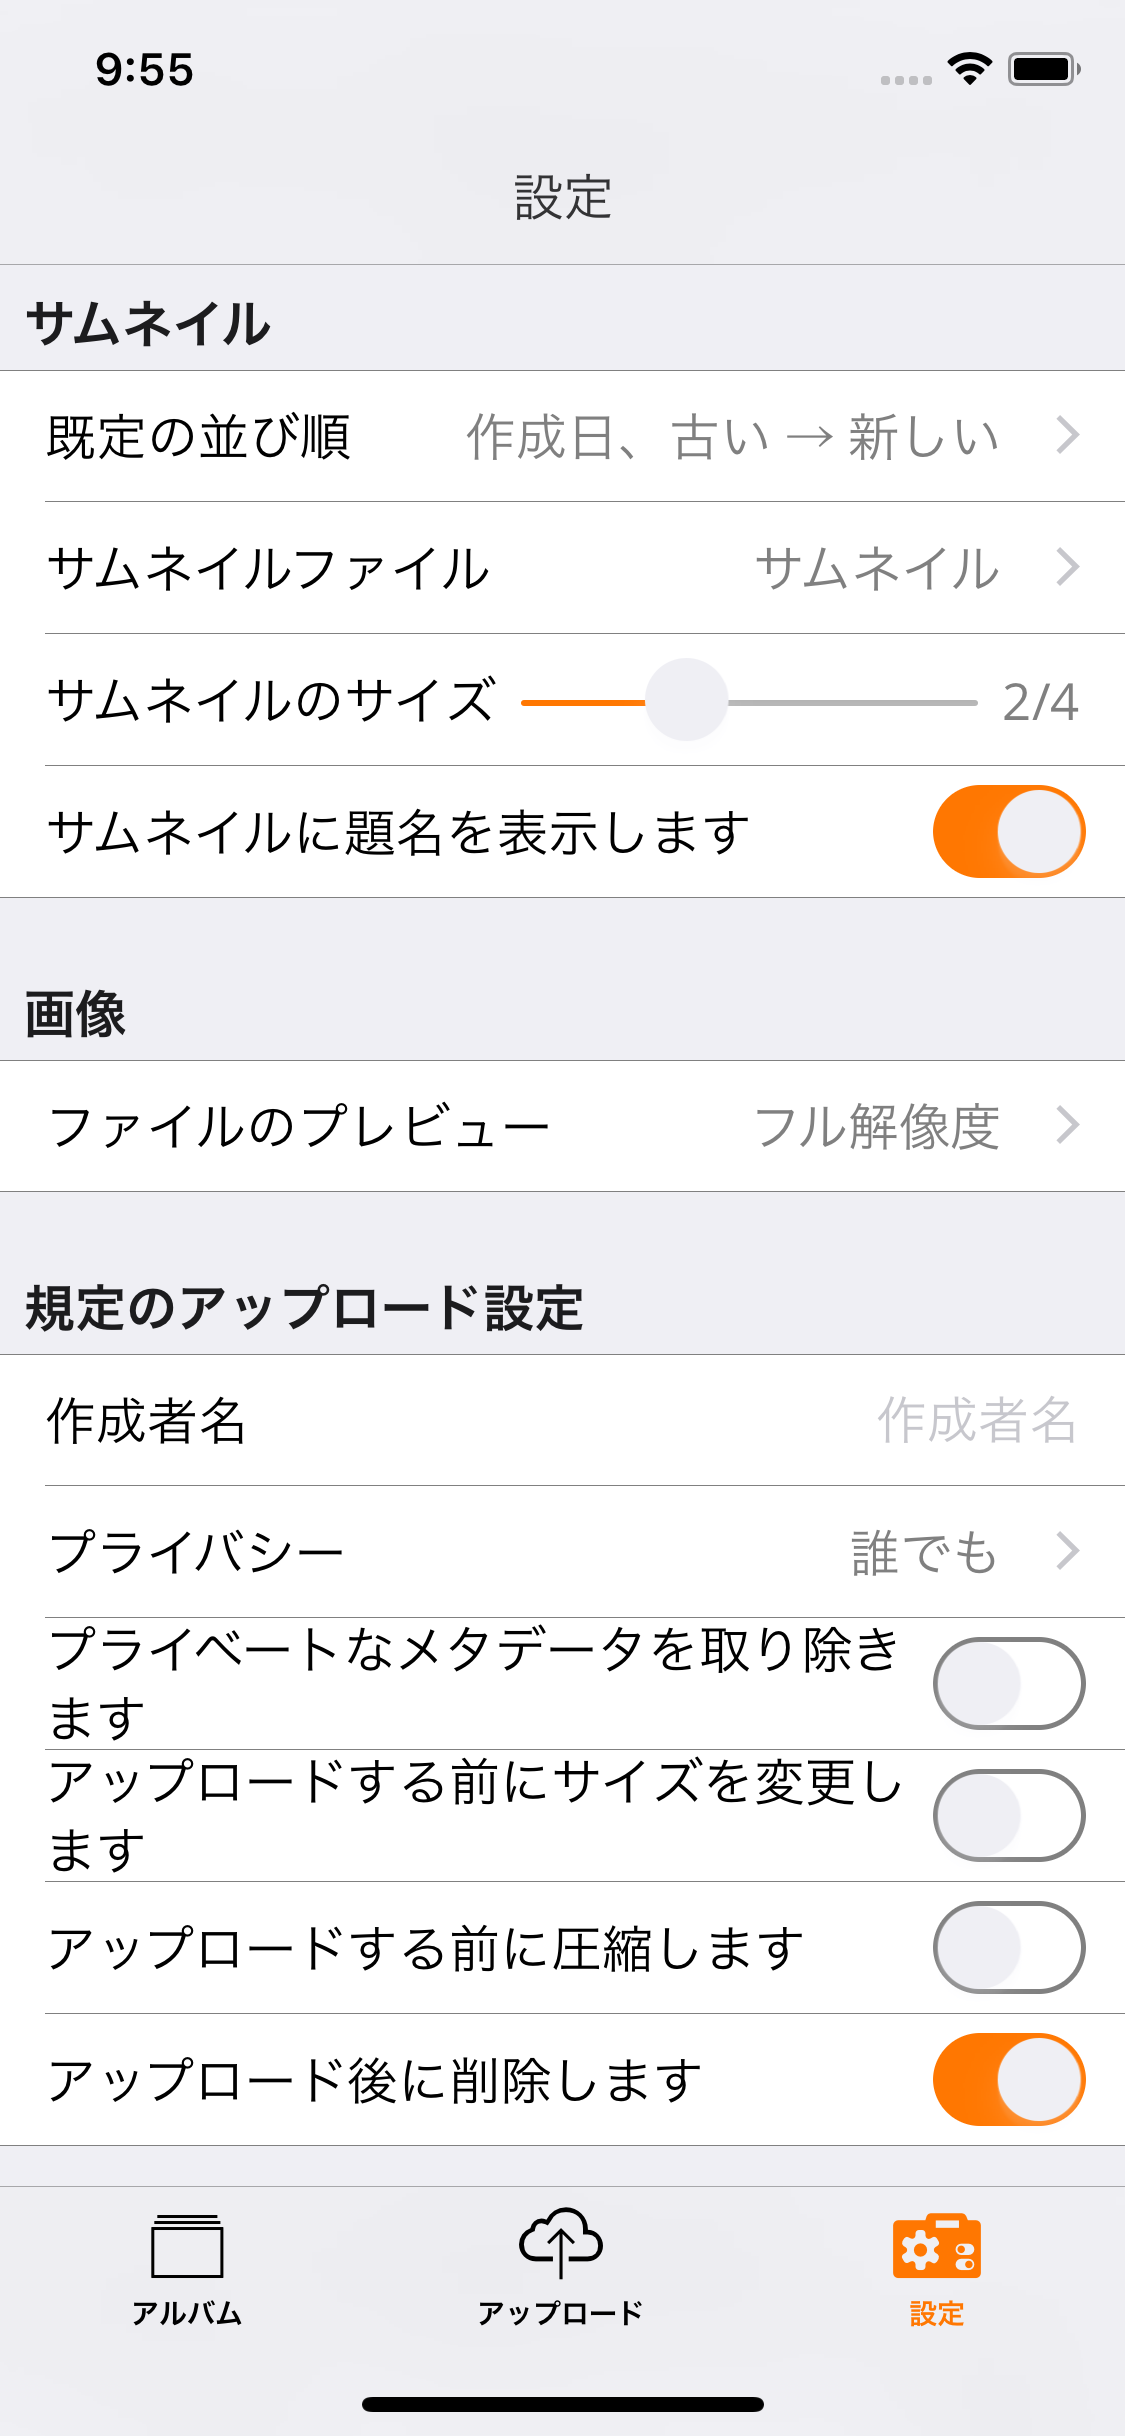 9:55
設定
サムネイル
既定の並び順 作成日、古い → 新しい
サムネイルファイル サムネイル
サムネイルのサイズ 2/4
サムネイルに題名を表示します
画像
ファイルのプレビュー フル解像度
規定のアップロード設定
作成者名 作成者名
プライバシー 誰でも
プライベートなメタデータを取り除き
ます
アップロードする前にサイズを変更し
ます
アップロードする前に圧縮します
アップロード後に削除します
アルバム アップロード 設定